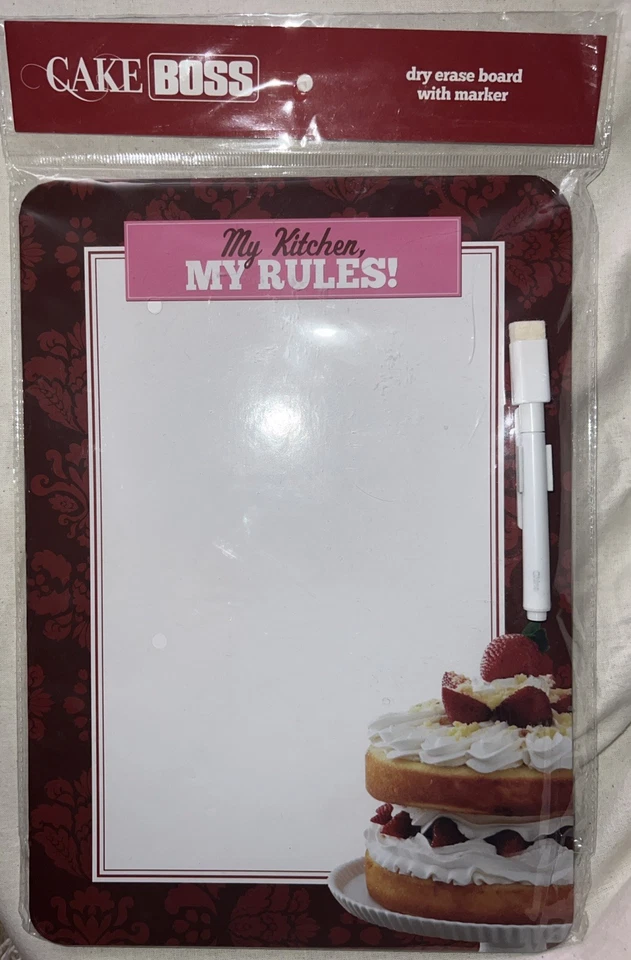 CAKE BOSS
dry erase board
with marker
My Kitchen,
MY RULES!